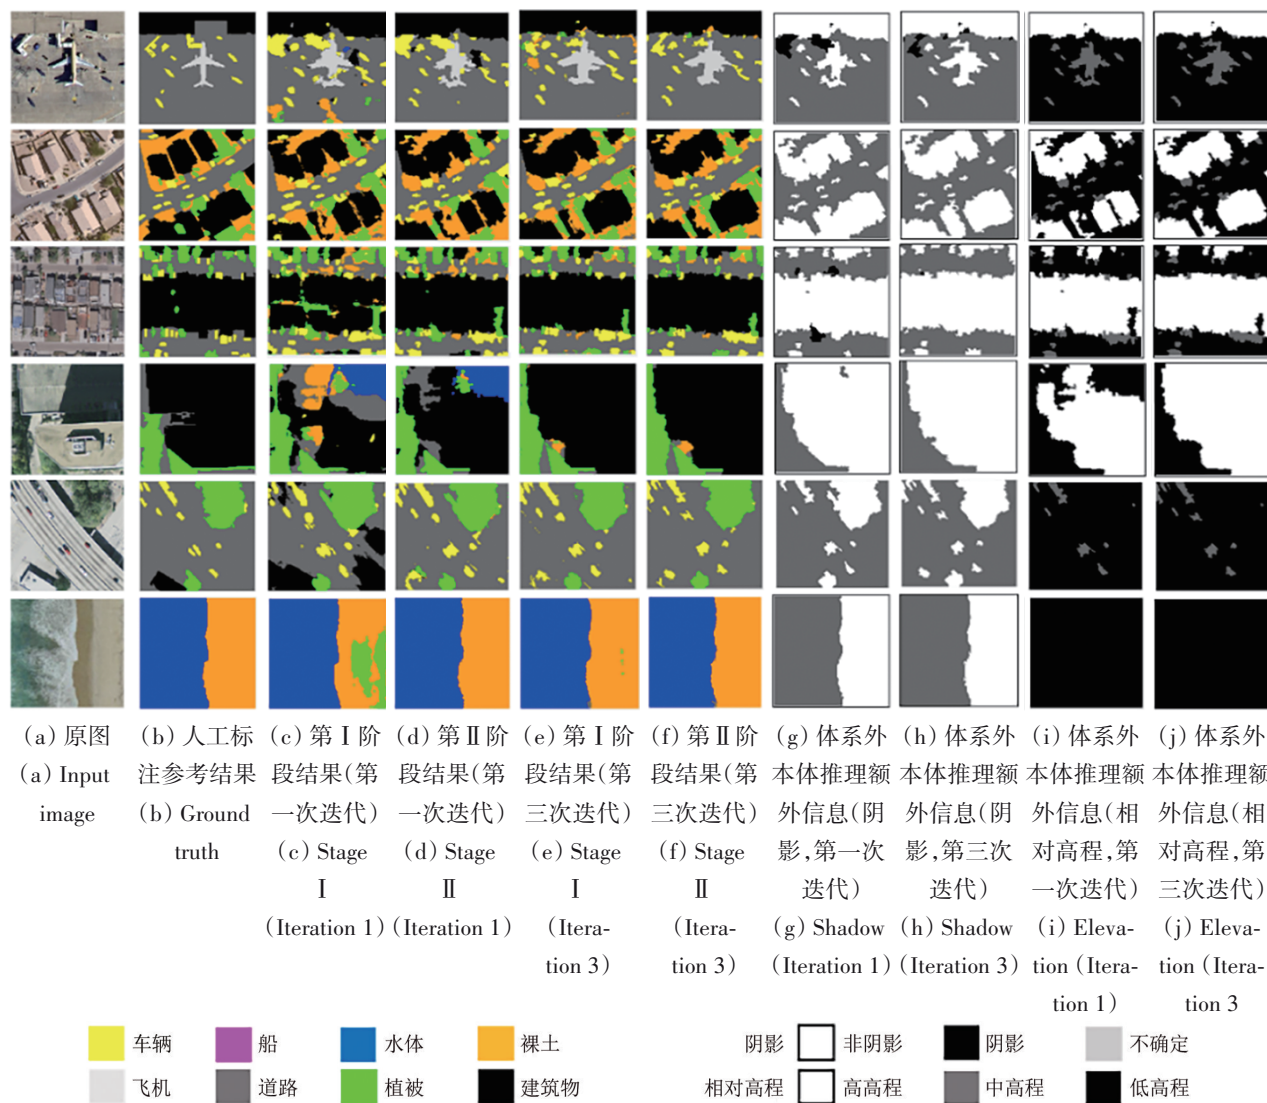 (a) 原图
(a) Input
image
(b) 人工标
注参考结果
(b) Ground
truth
(c) 第Ⅰ阶
段结果(第
一次迭代)
(c) Stage
Ⅰ
(Iteration 1)
(d) 第Ⅱ阶
段结果(第
一次迭代)
(d) Stage
Ⅱ
(Iteration 1)
(e) 第Ⅰ阶
段结果(第
三次迭代)
(e) Stage
Ⅰ
(Itera-
tion 3)
(f) 第Ⅱ阶
段结果(第
三次迭代)
(f) Stage
Ⅱ
(Itera-
tion 3)
(g) 体系外
本体推理额
外信息(阴
影,第一次
迭代)
(g) Shadow
(Iteration 1)
(h) 体系外
本体推理额
外信息(阴
影,第三次
迭代)
(h) Shadow
(Iteration 3)
(i) 体系外
本体推理额
外信息(相
对高程,第
一次迭代)
(i) Eleva-
tion (Itera-
tion 1)
(j) 体系外
本体推理额
外信息(相
对高程,第
三次迭代)
(j) Eleva-
tion (Itera-
tion 3
车辆 船 水体 裸土 阴影 非阴影 阴影 不确定
飞机 道路 植被 建筑物 相对高程 高高程 中高程 低高程